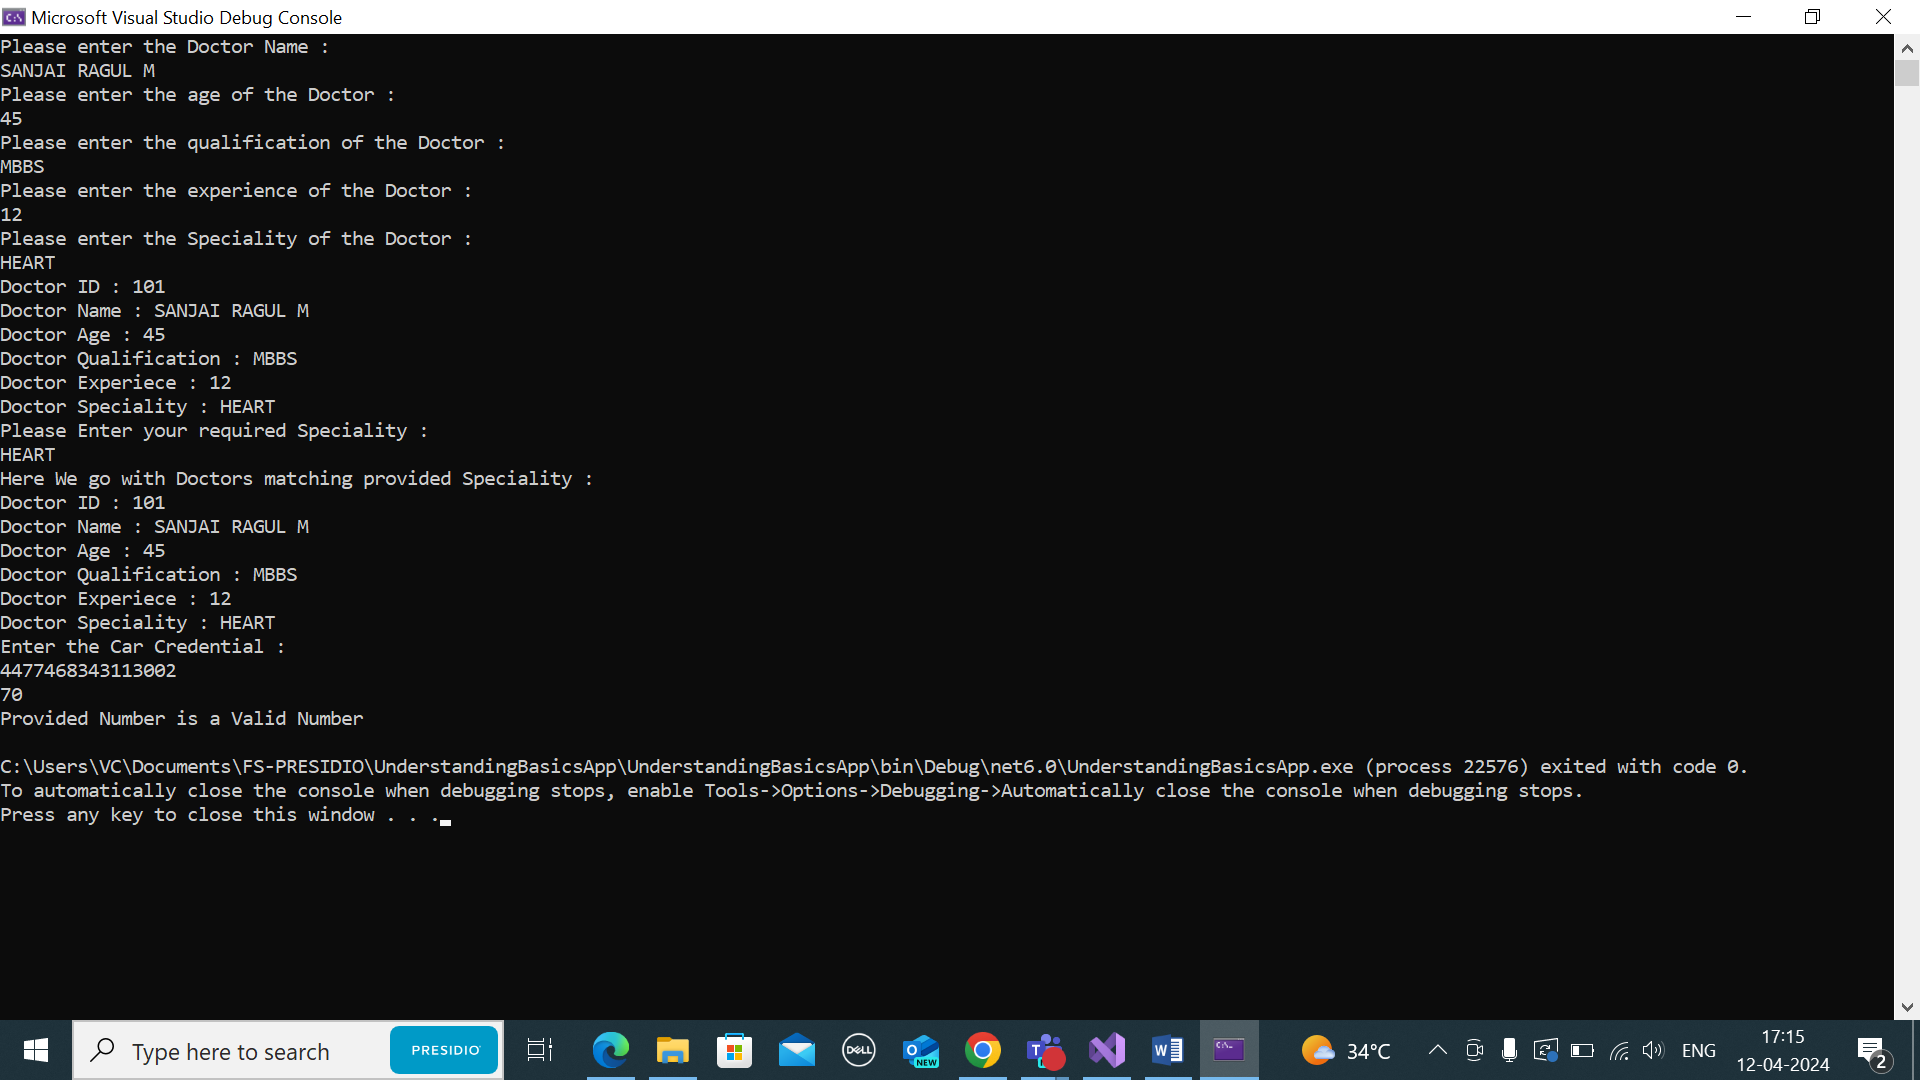 Microsoft Visual Studio Debug Console
Please enter the Doctor Name :
SANJAI RAGUL M
Please enter the age of the Doctor :
45
Please enter the qualification of the Doctor :
MBBS
Please enter the experience of the Doctor :
12
Please enter the Speciality of the Doctor :
HEART
Doctor ID : 101
Doctor Name : SANJAI RAGUL M
Doctor Age : 45
Doctor Qualification : MBBS
Doctor Experiece : 12
Doctor Speciality : HEART
Please Enter your required Speciality :
HEART
Here We go with Doctors matching provided Speciality :
Doctor ID : 101
Doctor Name : SANJAI RAGUL M
Doctor Age : 45
Doctor Qualification : MBBS
Doctor Experiece : 12
Doctor Speciality : HEART
Enter the Car Credential :
4477468343113002
70
Provided Number is a Valid Number
C:\Users\VC\Documents\FS-PRESIDIO\UnderstandingBasicsApp\UnderstandingBasicsApp\bin\Debug\net6.0\UnderstandingBasicsApp.exe (process 22576) exited with code 0.
To automatically close the console when debugging stops, enable Tools->Options->Debugging->Automatically close the console when debugging stops.
Press any key to close this window . . .
Type here to search
PRESIDIO
DELL
NEW
34°C
ENG
17:15
12-04-2024
2